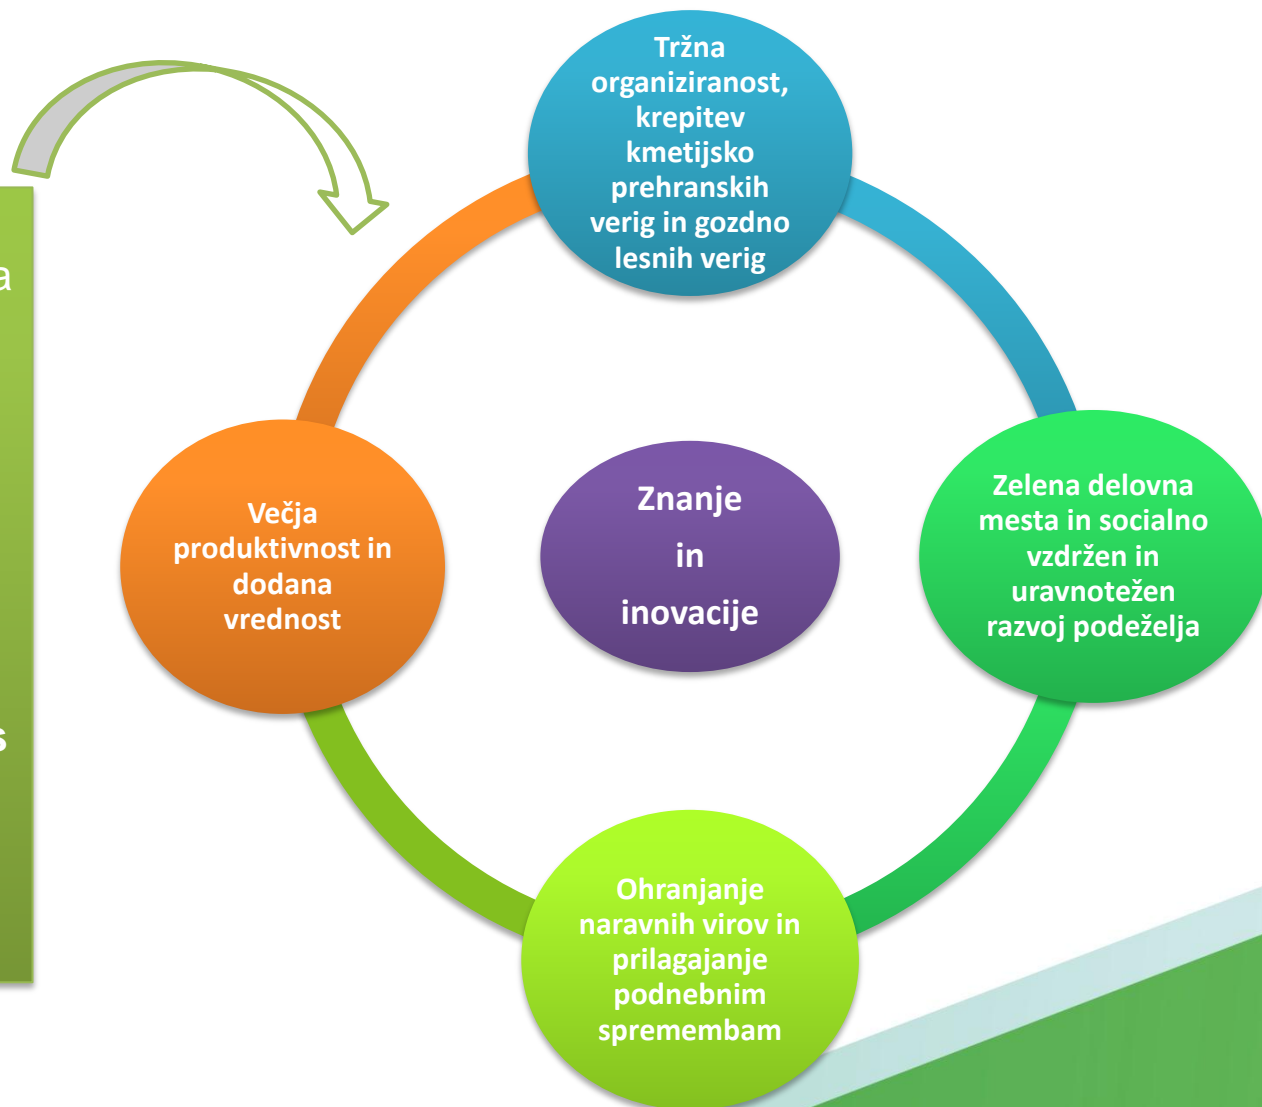 Tržna
organiziranost,
krepitev
kmetijsko
prehranskih
verig in gozdno
lesnih verig
Večja
produktivnost in
dodana
vrednost
Znanje
in
inovacije
Zelena delovna
mesta in socialno
vzdržen in
uravnotežen
razvoj podeželja
Ohranjanje
naravnih virov in
prilagajanje
podnebnim
spremembam